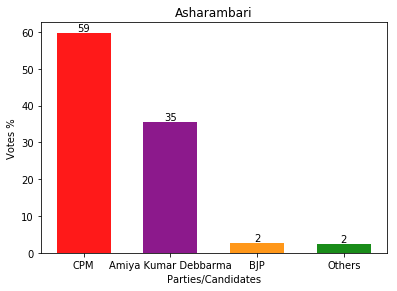 Asharambari
Votes %
60
50
40
30
20
10
0
59
35
2
2
CPM
Amiya Kumar Debbarma
BJP
Others
Parties/Candidates